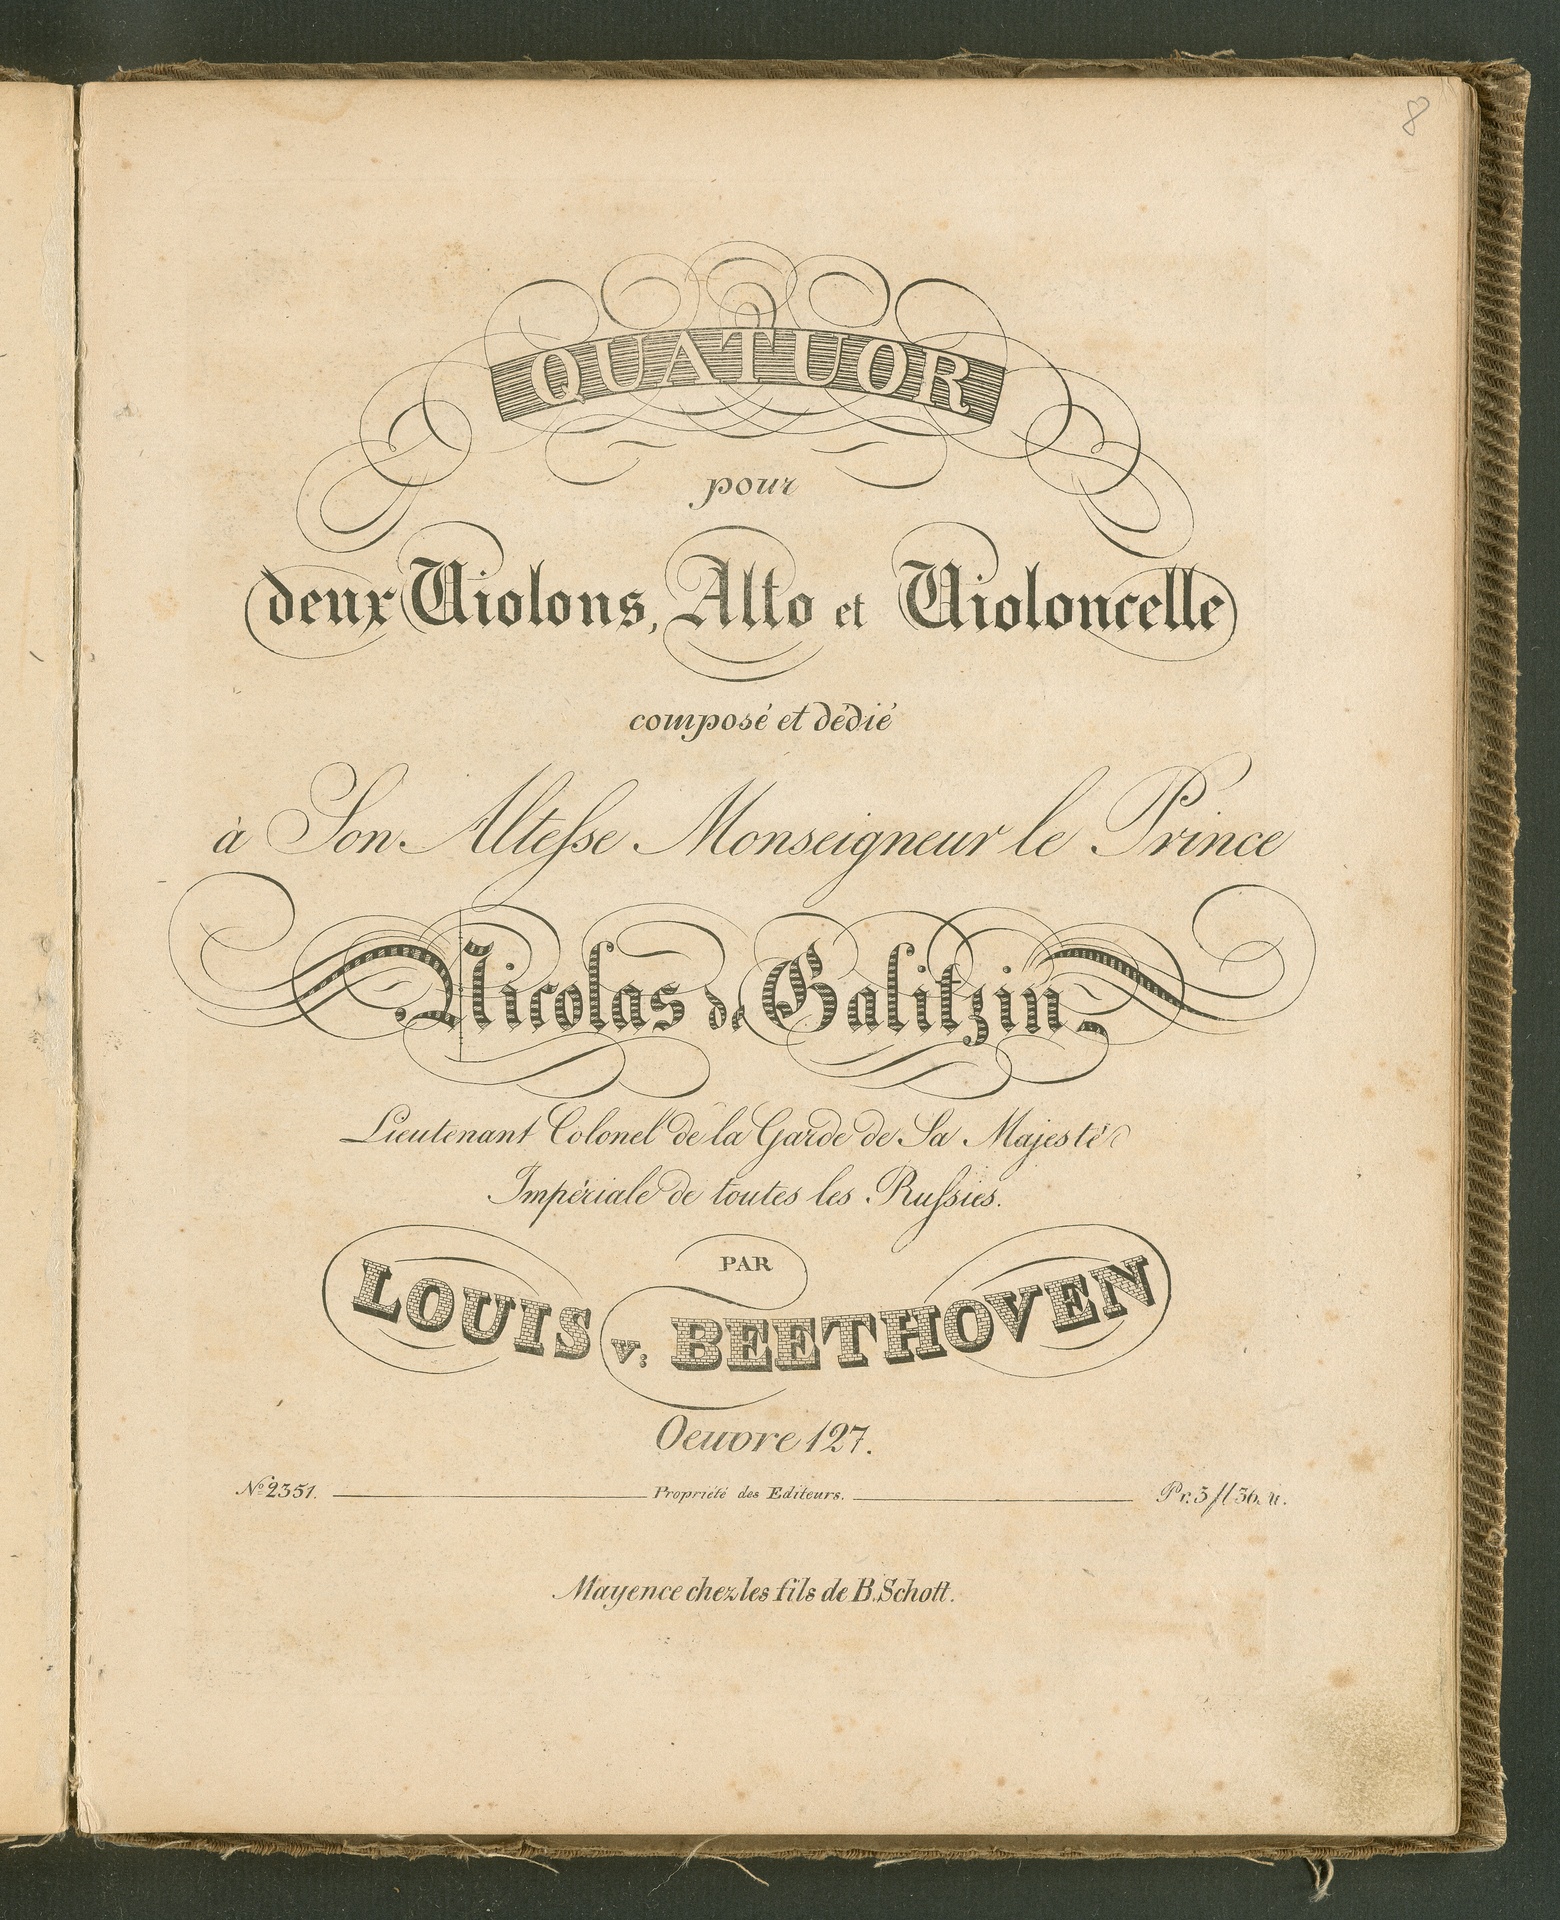 8
QUATUOR
pour
deux Violons, Alto et Violoncelle
composé et dédié
à Son Altesse Monseigneur le Prince
Nicolas de Galitzin
Lieutenant Colonel de la Garde de Sa Majesté
Impériale de toutes les Russies.
PAR
LOUIS v: BEETHOVEN
Oeuvre 127.
No. 2351. Propriété des Editeurs. Pr. 3 fl 36.
Mayence chez les fils de B. Schott.